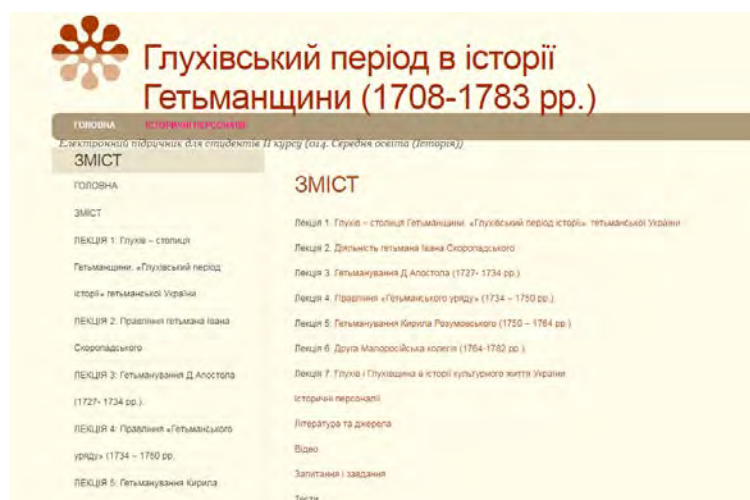 Глухівський період в історії
Гетьманщини (1708-1783 рр.)
ГОЛОВНА
ІСТОРИЧНІ ПЕРСОНАЛІЇ
Електронний підручник для студентів ІІ курсу (014. Середня освіта (Історія))
ЗМІСТ
ГОЛОВНА
ЗМІСТ
ЛЕКЦІЯ 1: Глухів – столиця
Гетьманщини. «Глухівський період
історії» гетьманської України
ЛЕКЦІЯ 2: Правління гетьмана Івана
Скоропадського
ЛЕКЦІЯ 3: Гетьманування Д.Апостола
(1727- 1734 рр.).
ЛЕКЦІЯ 4: Правління «Гетьманського
уряду» (1734 – 1750 рр.
ЛЕКЦІЯ 5: Гетьманування Кирила
ЗМІСТ
Лекція 1. Глухів – столиця Гетьманщини. «Глухівський період історії» гетьманської України
Лекція 2. Діяльність гетьмана Івана Скоропадського
Лекція 3. Гетьманування Д.Апостола (1727- 1734 рр.)
Лекція 4. Правління «Гетьманського уряду» (1734 – 1750 рр.)
Лекція 5. Гетьманування Кирила Розумовського (1750 – 1764 рр.)
Лекція 6. Друга Малоросійська колегія (1764-1782 рр.)
Лекція 7. Глухів і Глухівщина в історії культурного життя України
Історичні персоналії
Література та джерела
Відео
Запитання і завдання
Тести